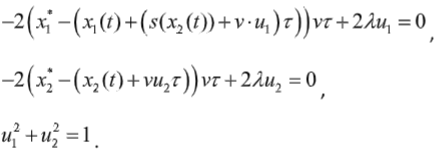 −2(x₁* − (x₁(t) + (s(x₂(t)) + v · u₁)τ))vτ + 2λu₁ = 0 ,
−2(x₂* − (x₂(t) + vu₂τ))vτ + 2λu₂ = 0 ,
u₁² + u₂² = 1 .